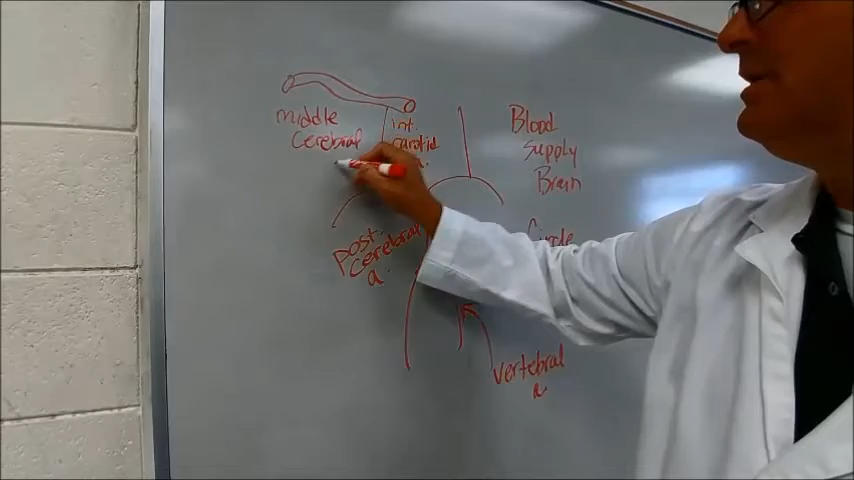 middle
cerebral
int.
carotid
a.
Blood
Supply
Brain
Circle
Post.
Cerebral
a.
Vertebral
a